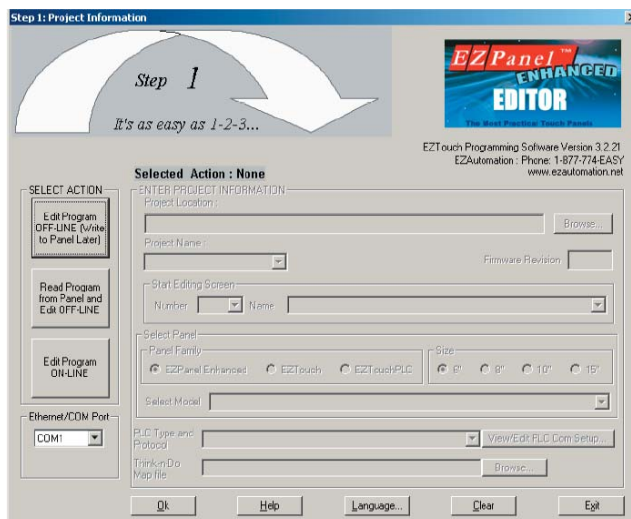 Step 1: Project Information
Step 1
It's as easy as 1-2-3...
EZPanel™
ENHANCED
EDITOR
The Most Practical Touch Panels
EZTouch Programming Software Version 3.2.21
EZAutomation : Phone: 1-877-774-EASY
www.ezautomation.net
Selected Action : None
SELECT ACTION
Edit Program
OFF-LINE (Write
to Panel Later)
Read Program
from Panel and
Edit OFF-LINE
Edit Program
ON-LINE
Ethernet/COM Port
COM1
ENTER PROJECT INFORMATION
Project Location :
Browse...
Project Name :
Firmware Revision
Start Editing Screen
Number
Name
Select Panel
Panel Family
EZPanel Enhanced
EZTouch
EZTouchPLC
Size
6"
8"
10"
15"
Select Model
PLC Type and
Protocol
View/Edit PLC Com Setup...
Think-n-Do
Map file
Browse...
Ok
Help
Language...
Clear
Exit